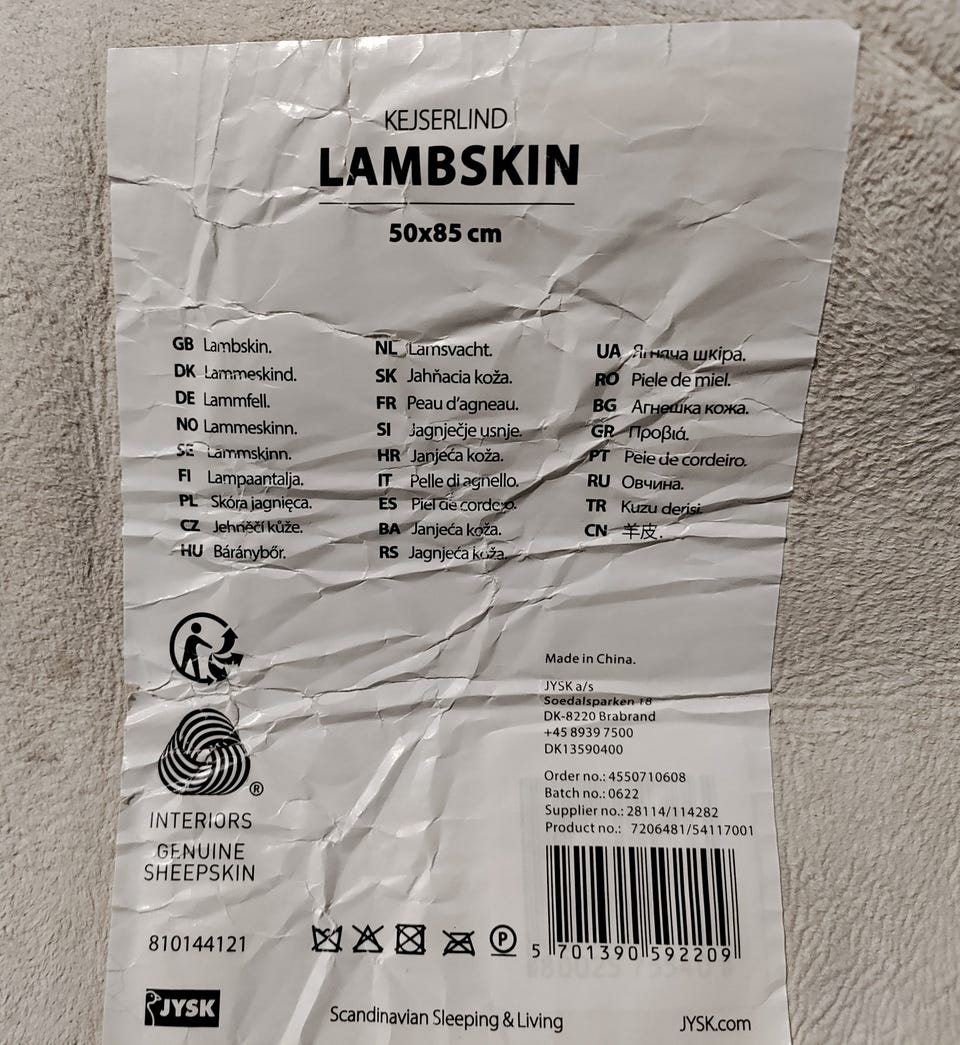 KEJSERLIND
LAMBSKIN
50x85 cm
GB Lambskin.
DK Lammeskind.
DE Lammfell.
NO Lammeskinn.
SE Lammskinn.
FI Lampaantalja.
PL Skóra jagnięca.
CZ Jehněčí kůže.
HU Báránybőr.
NL Lamsvacht.
SK Jahňacia koža.
FR Peau d'agneau.
SI Jagnječje usnje.
HR Janjeća koža.
IT Pelle di agnello.
ES Piel de cordero.
BA Janjeća koža.
RS Jagnjeća koža.
UA Ягняча шкіра.
RO Piele de miel.
BG Агнешка кожа.
GR Προβιά.
PT Pele de cordeiro.
RU Овчина.
TR Kuzu derisi.
CN 羊皮.
INTERIORS
GENUINE
SHEEPSKIN
810144121
Made in China.
JYSK a/s
Soedalsparken 18
DK-8220 Brabrand
+45 8939 7500
DK13590400
Order no.: 4550710608
Batch no.: 0622
Supplier no.: 28114/114282
Product no.: 7206481/54117001
P
5 701390 592209
JYSK
Scandinavian Sleeping & Living
JYSK.com